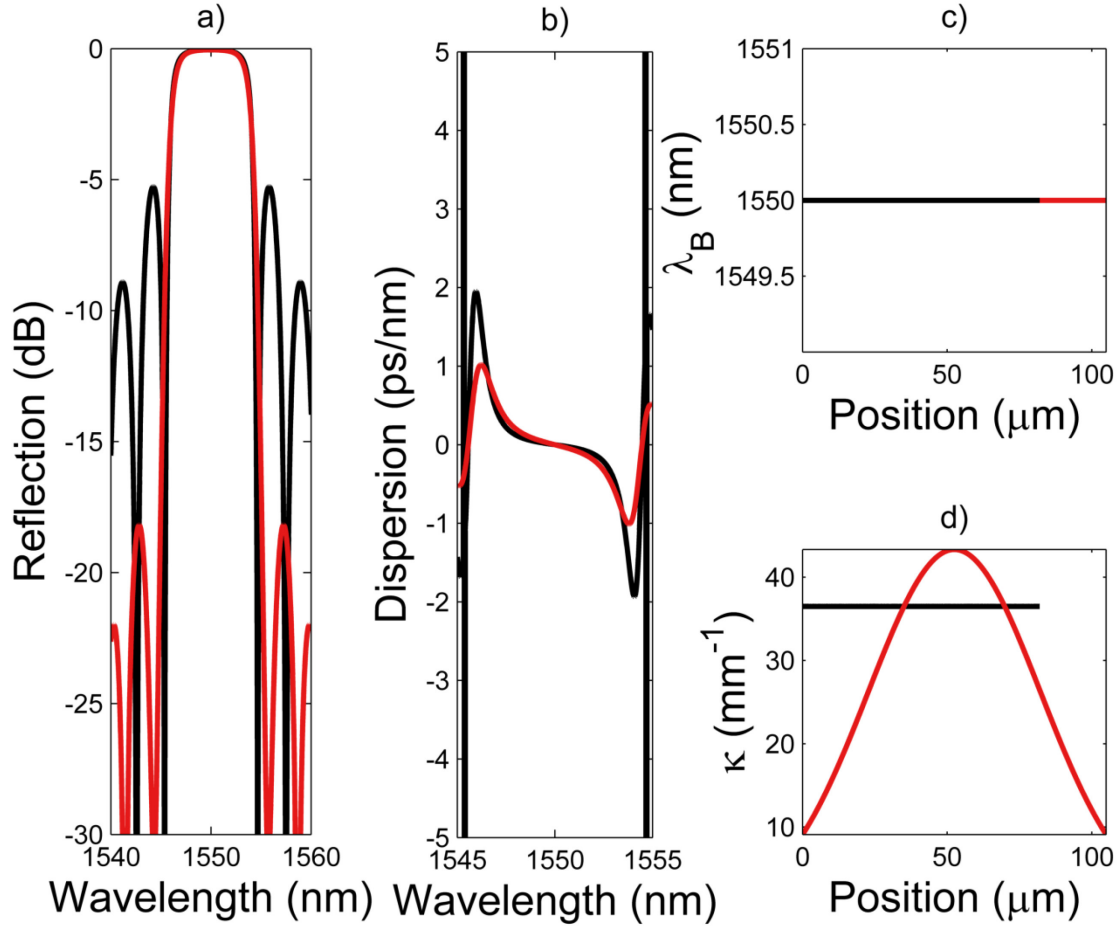 a)
0
-5
-10
-15
-20
-25
-30
1540 1550 1560
Reflection (dB)
Wavelength (nm)
b)
5
4
3
2
1
0
-1
-2
-3
-4
-5
1545 1550 1555
Dispersion (ps/nm)
Wavelength (nm)
c)
1551
1550.5
1550
1549.5
0 50 100
λB (nm)
Position (μm)
d)
40
30
20
10
0 50 100
κ (mm-1)
Position (μm)